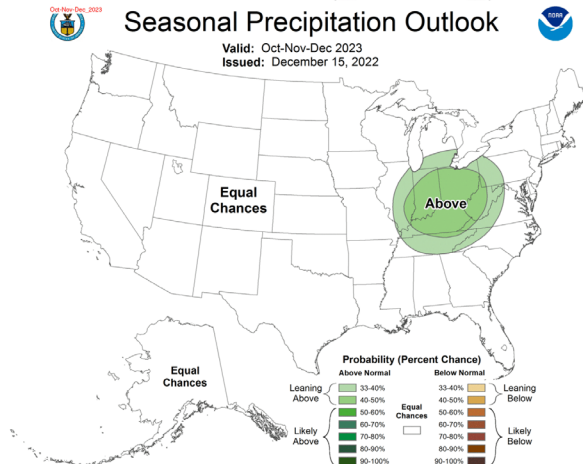 Oct-Nov-Dec_2023
Seasonal Precipitation Outlook
NOAA
Valid: Oct-Nov-Dec 2023
Issued: December 15, 2022
Equal
Chances
Above
Equal
Chances
Probability (Percent Chance)
Above Normal
Below Normal
Leaning
Above
33-40%
40-50%
Likely
Above
50-60%
60-70%
70-80%
80-90%
90-100%
Equal
Chances
33-40%
40-50%
Leaning
Below
50-60%
60-70%
70-80%
80-90%
90-100%
Likely
Below